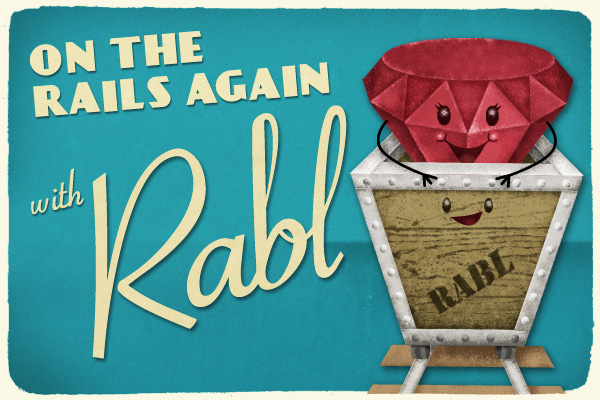 ON THE
RAILS AGAIN
with
Rabl
RABL